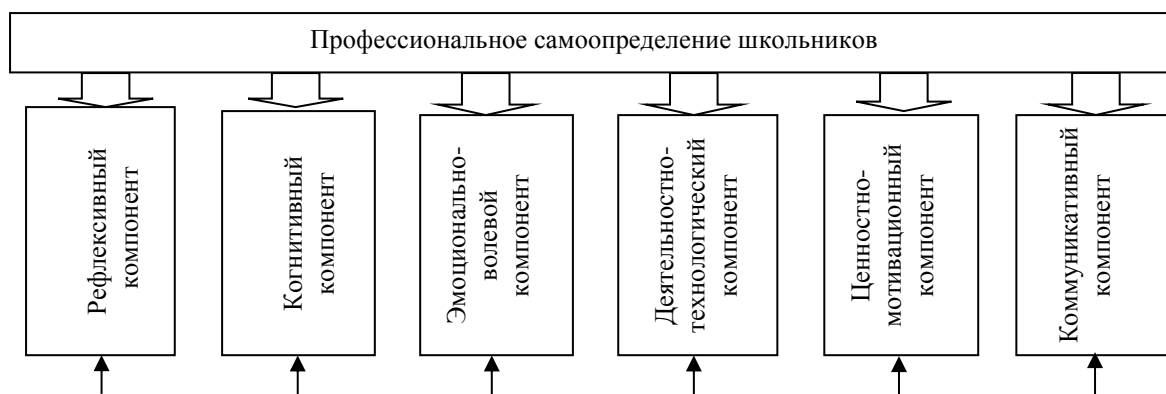 Профессиональное самоопределение школьников
Рефлексивный
компонент
Когнитивный
компонент
Эмоционально-
волевой
компонент
Деятельностно-
технологический
компонент
Ценностно-
мотивационный
компонент
Коммуникативный
компонент